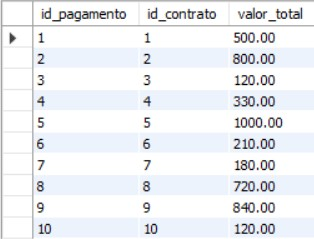 id_pagamento id_contrato valor_total
1 1 500.00
2 2 800.00
3 3 120.00
4 4 330.00
5 5 1000.00
6 6 210.00
7 7 180.00
8 8 720.00
9 9 840.00
10 10 120.00